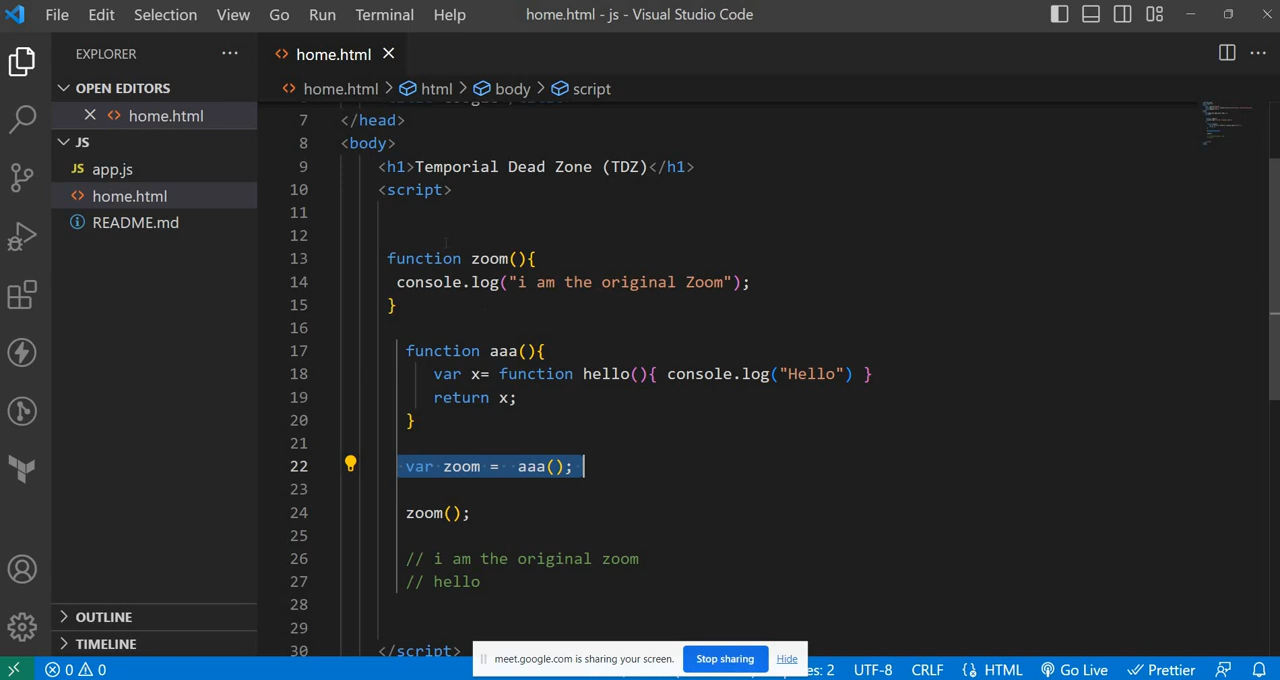 File Edit Selection View Go Run Terminal Help home.html - js - Visual Studio Code
EXPLORER ··· home.html
OPEN EDITORS
home.html > html > body > script
home.html
JS
JS app.js
home.html
README.md
7 </head>
8 <body>
9 <h1>Temporial Dead Zone (TDZ)</h1>
10 <script>
11
12
13 function zoom(){
14 console.log("i am the original Zoom");
15 }
16
17 function aaa(){
18 var x= function hello(){ console.log("Hello") }
19 return x;
20 }
21
22 var zoom = aaa();
23
24 zoom();
25
26 // i am the original zoom
27 // hello
28
29
30 </script>
OUTLINE
TIMELINE
meet.google.com is sharing your screen. Stop sharing Hide
0 0 : 2 UTF-8 CRLF HTML Go Live Prettier